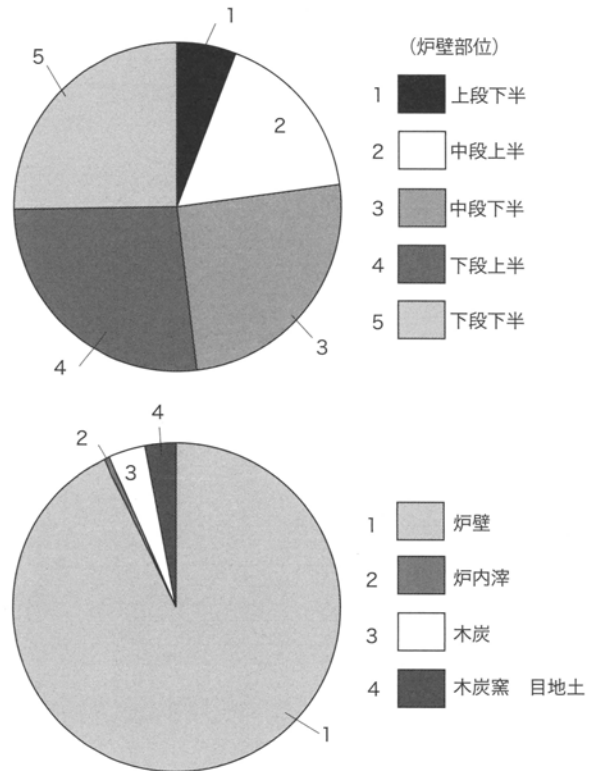 1
5
2
3
4
(炉壁部位)
1 上段下半
2 中段上半
3 中段下半
4 下段上半
5 下段下半
4
2
3
1
1 炉壁
2 炉内滓
3 木炭
4 木炭窯 目地土